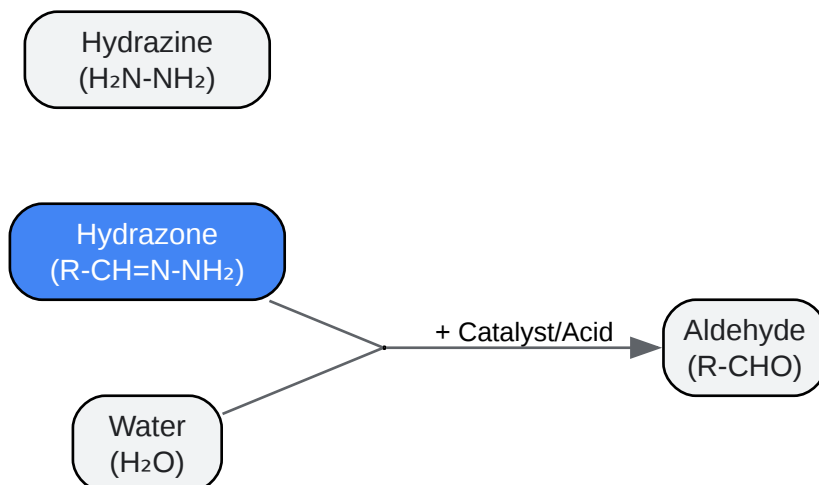 Hydrazine
(H₂N-NH₂)
Hydrazone
(R-CH=N-NH₂)
+ Catalyst/Acid
Aldehyde
(R-CHO)
Water
(H₂O)